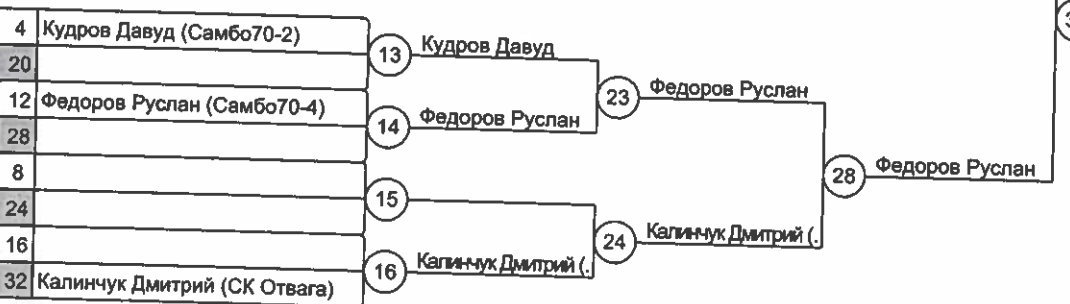 4 Кудров Давуд (Самбо70-2)
20
12 Федоров Руслан (Самбо70-4)
28
8
24
16
32 Калинчук Дмитрий (СК Отвага)
13 Кудров Давуд
14 Федоров Руслан
15
16 Калинчук Дмитрий (.
23 Федоров Руслан
24 Калинчук Дмитрий (.
28 Федоров Руслан